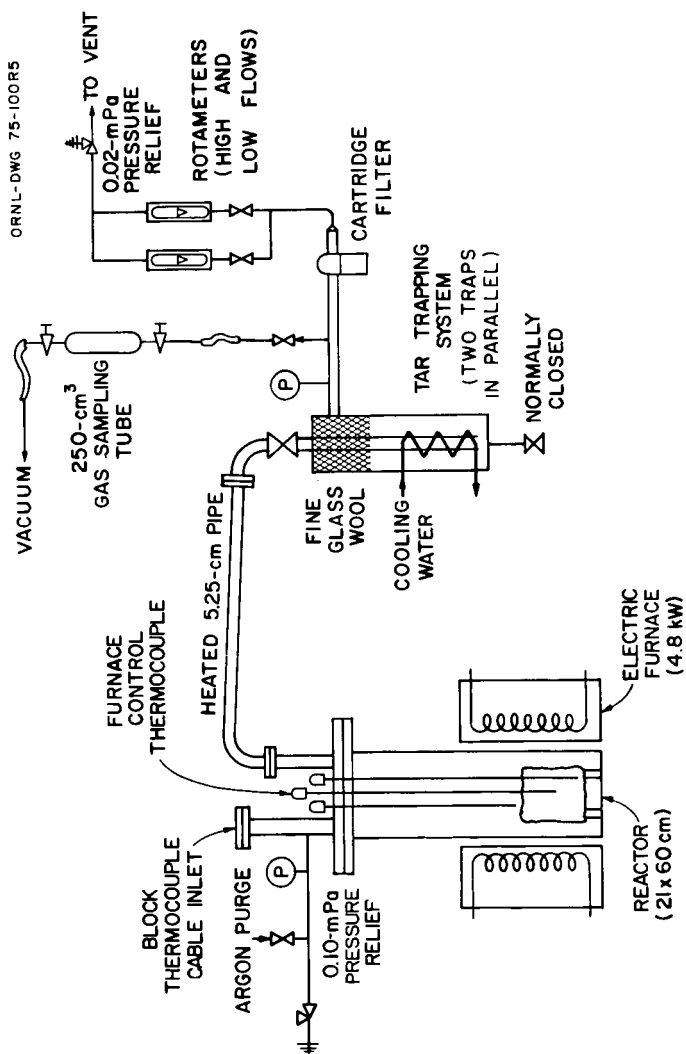 ORNL-DWG 75-100R5
VACUUM
250-cm³
GAS SAMPLING
TUBE
TO VENT
0.02-mPa
PRESSURE
RELIEF
ROTAMETERS
(HIGH AND
LOW FLOWS)
CARTRIDGE
FILTER
P
TAR TRAPPING
SYSTEM
(TWO TRAPS
IN PARALLEL)
NORMALLY
CLOSED
FINE
GLASS
WOOL
COOLING
WATER
HEATED 5.25-cm PIPE
FURNACE
CONTROL
THERMOCOUPLE
BLOCK
THERMOCOUPLE
CABLE INLET
ARGON PURGE
P
0.10-mPa
PRESSURE
RELIEF
ELECTRIC
FURNACE
(4.8 kW)
REACTOR
(21 x 60 cm)